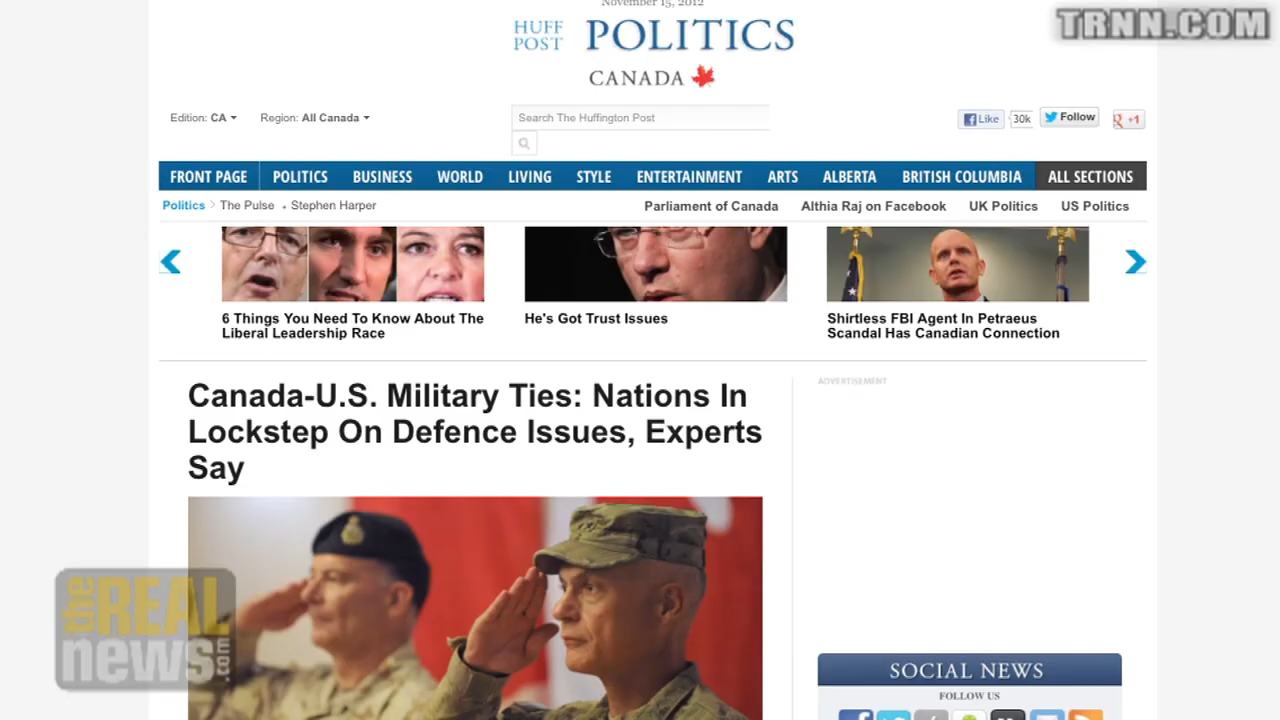 November 15, 2012
TRNN.COM
HUFF
POST
POLITICS
CANADA
Edition: CA
Region: All Canada
Search The Huffington Post
Like
30k
Follow
+1
FRONT PAGE
POLITICS
BUSINESS
WORLD
LIVING
STYLE
ENTERTAINMENT
ARTS
ALBERTA
BRITISH COLUMBIA
ALL SECTIONS
Politics
The Pulse
Stephen Harper
Parliament of Canada
Althia Raj on Facebook
UK Politics
US Politics
6 Things You Need To Know About The
Liberal Leadership Race
He's Got Trust Issues
Shirtless FBI Agent In Petraeus
Scandal Has Canadian Connection
Canada-U.S. Military Ties: Nations In
Lockstep On Defence Issues, Experts
Say
ADVERTISEMENT
the REAL
news.com
SOCIAL NEWS
FOLLOW US